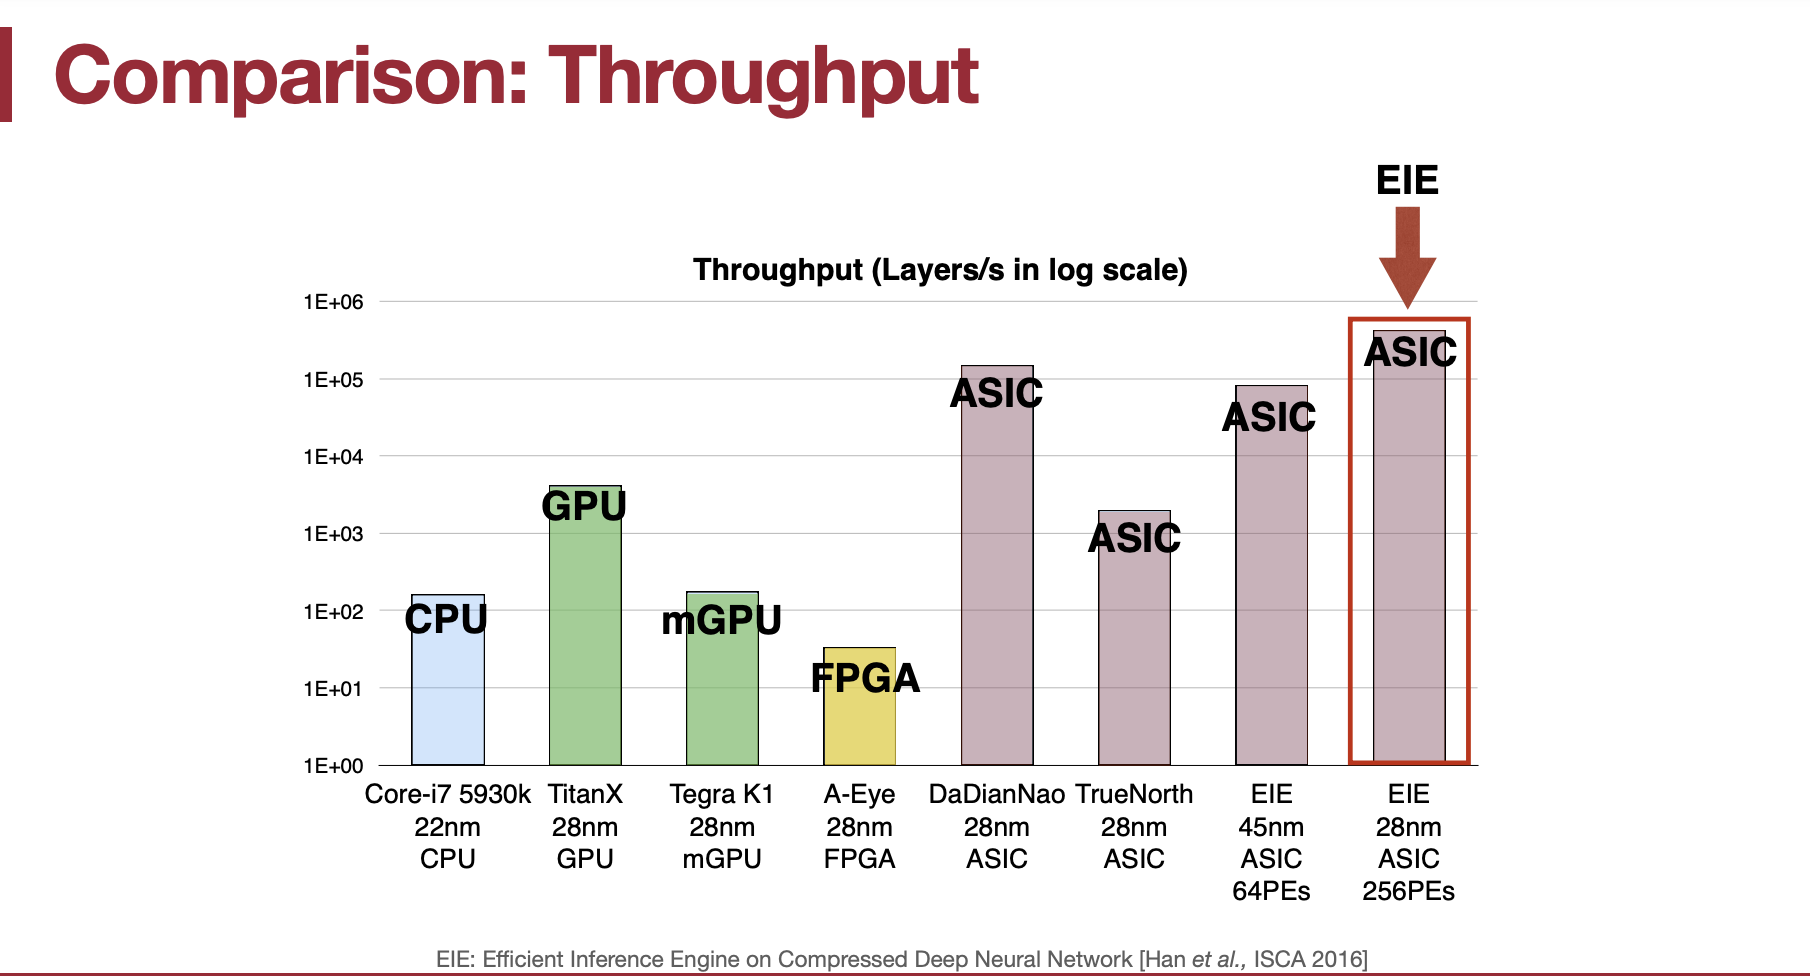 Comparison: Throughput
EIE
Throughput (Layers/s in log scale)
1E+06
1E+05
1E+04
1E+03
1E+02
1E+01
1E+00
CPU
GPU
mGPU
FPGA
ASIC
ASIC
ASIC
ASIC
Core-i7 5930k TitanX Tegra K1 A-Eye DaDianNao TrueNorth EIE EIE
22nm 28nm 28nm 28nm 28nm 28nm 45nm 28nm
CPU GPU mGPU FPGA ASIC ASIC ASIC ASIC
64PEs 256PEs
EIE: Efficient Inference Engine on Compressed Deep Neural Network [Han et al., ISCA 2016]